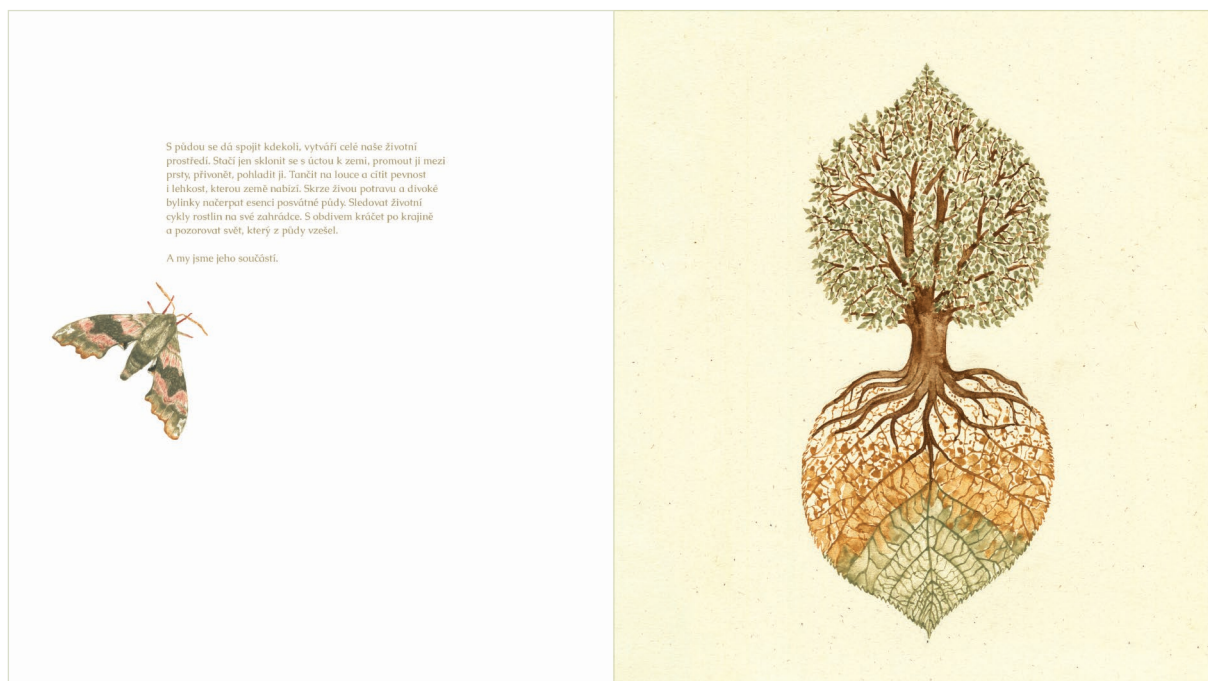 S půdou se dá spojit kdekoli, vytváří celé naše životní
prostředí. Stačí jen sklonit se s úctou k zemi, promout ji mezi
prsty, přivonět, pohladit ji. Tančit na louce a cítit pevnost
i lehkost, kterou země nabízí. Skrze živou potravu a divoké
bylinky načerpat esenci posvátné půdy. Sledovat životní
cykly rostlin na své zahrádce. S obdivem kráčet po krajině
a pozorovat svět, který z půdy vzešel.
A my jsme jeho součástí.